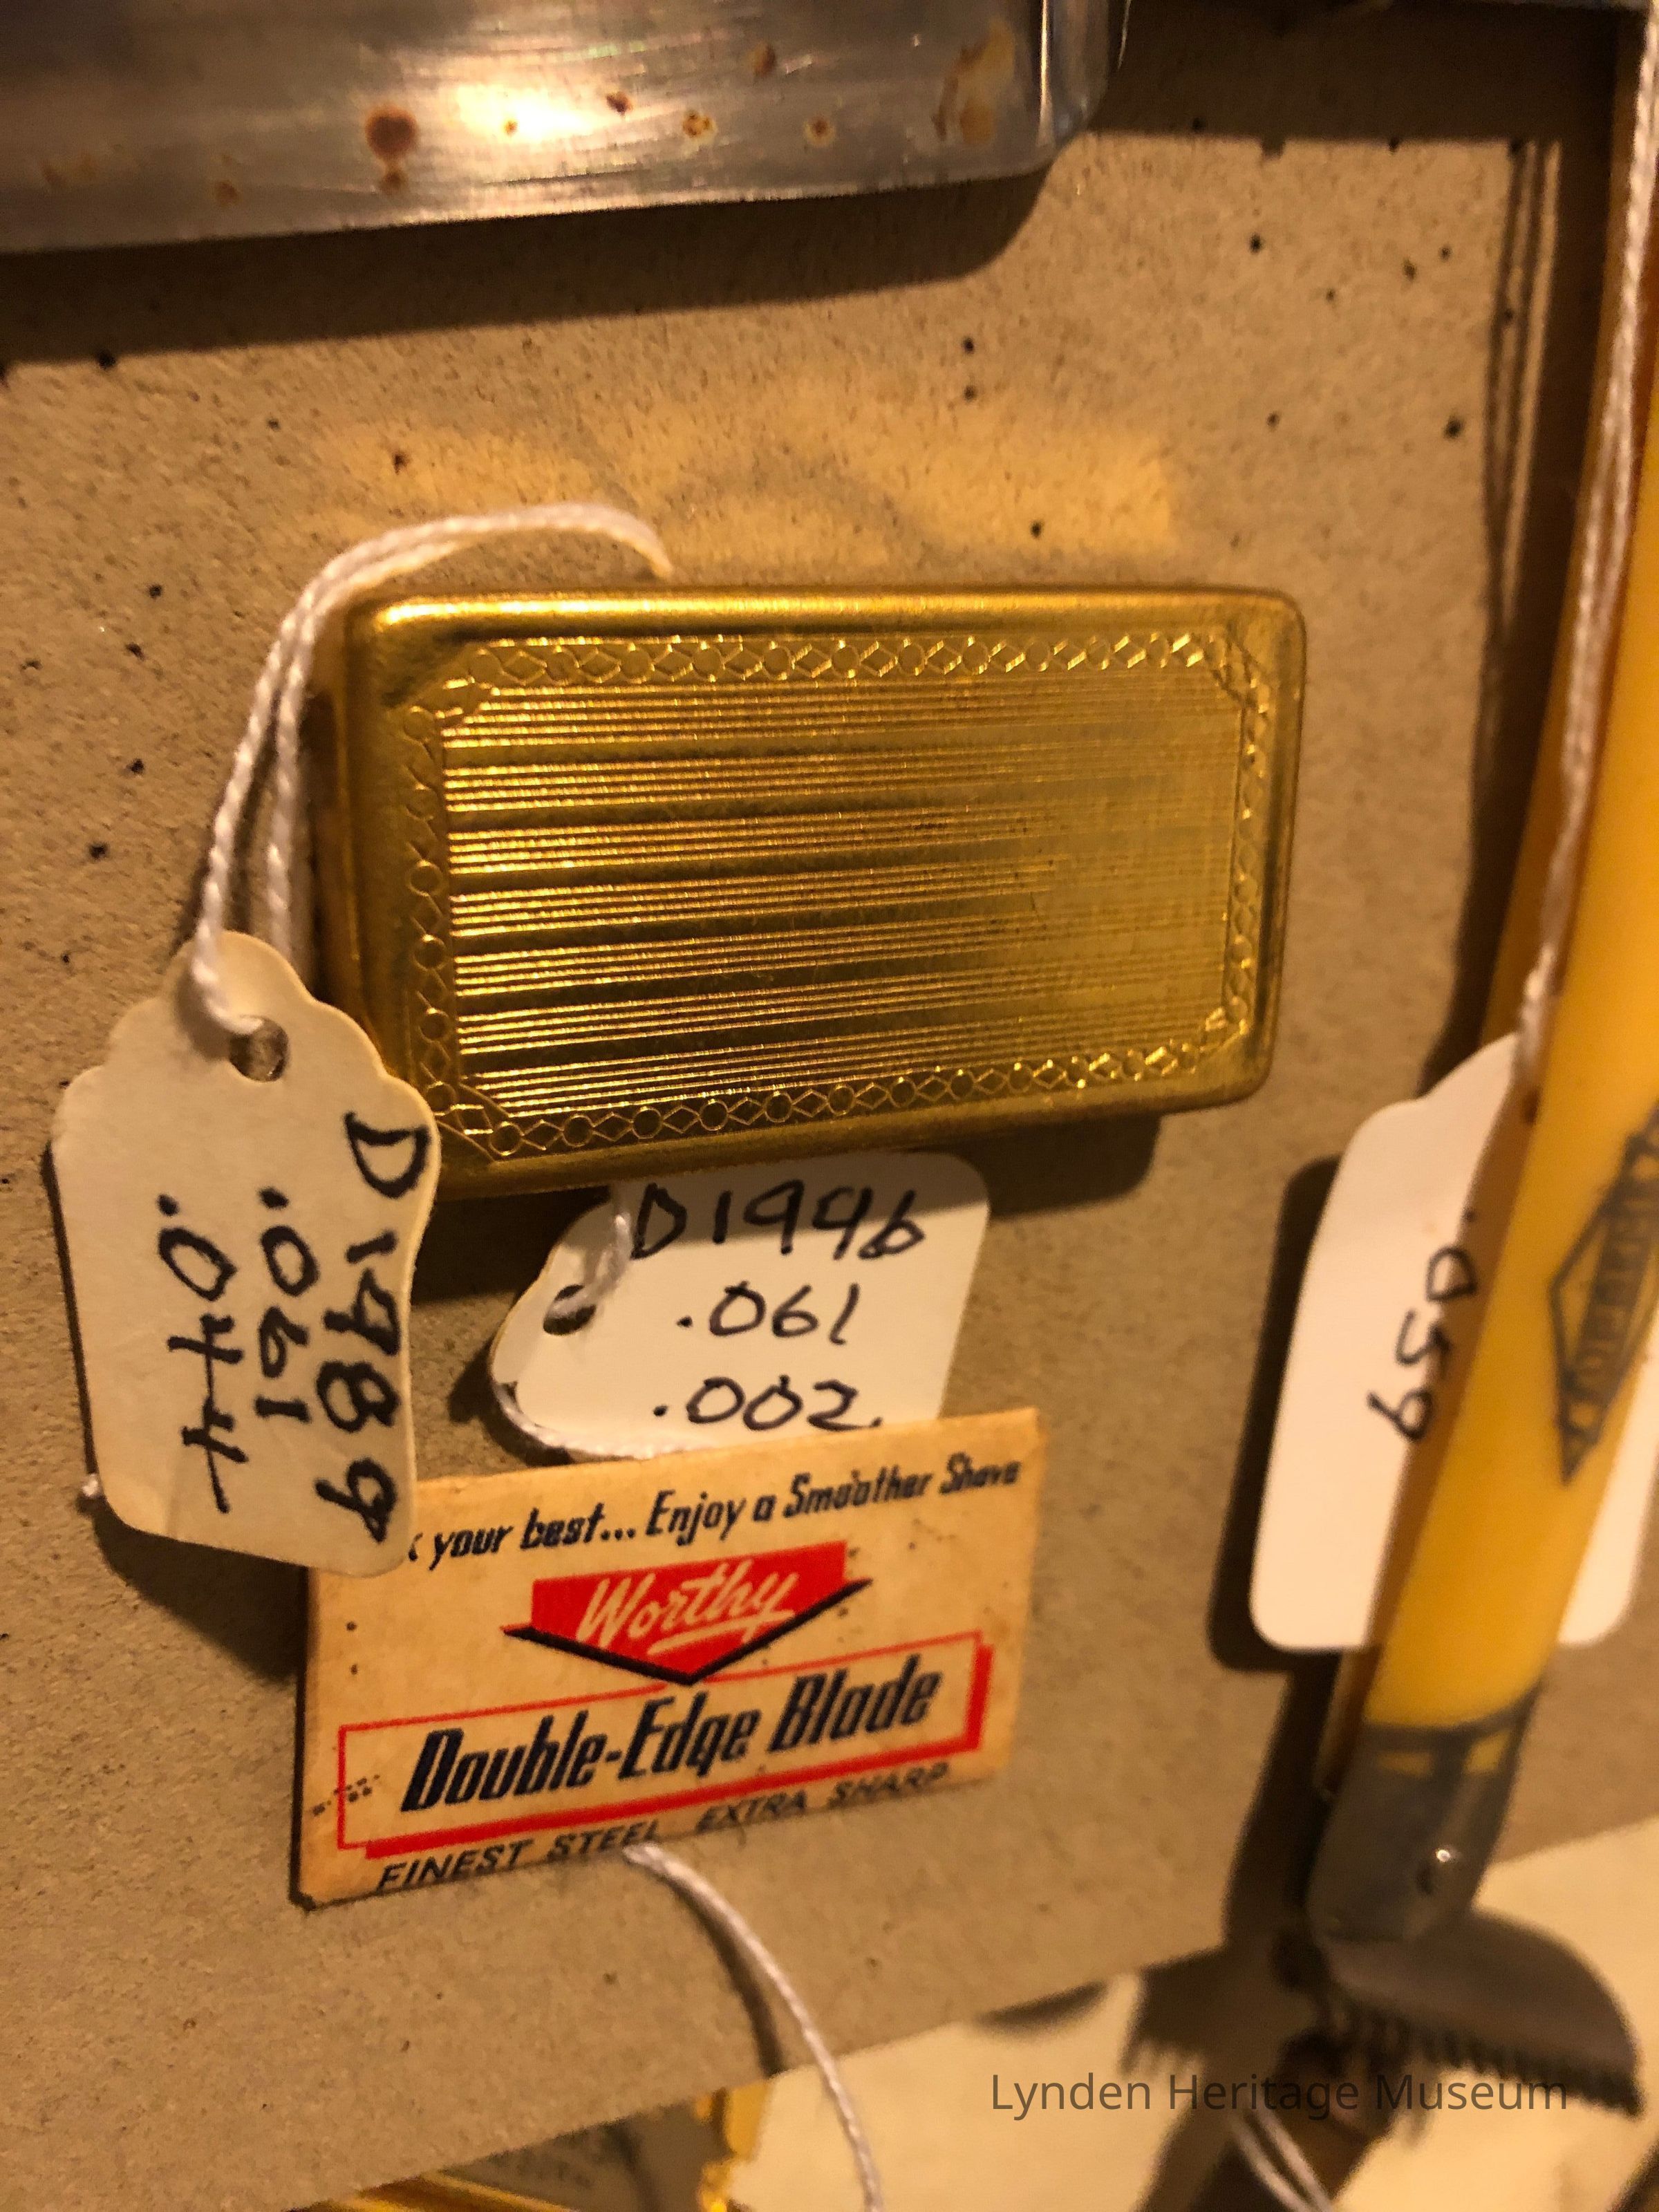 D1989
.061
.044
D1996
.061
.002
your best... Enjoy a Smoother Shave
Worthy
Double-Edge Blade
FINEST STEEL EXTRA SHARP
.059
Lynden Heritage Museum